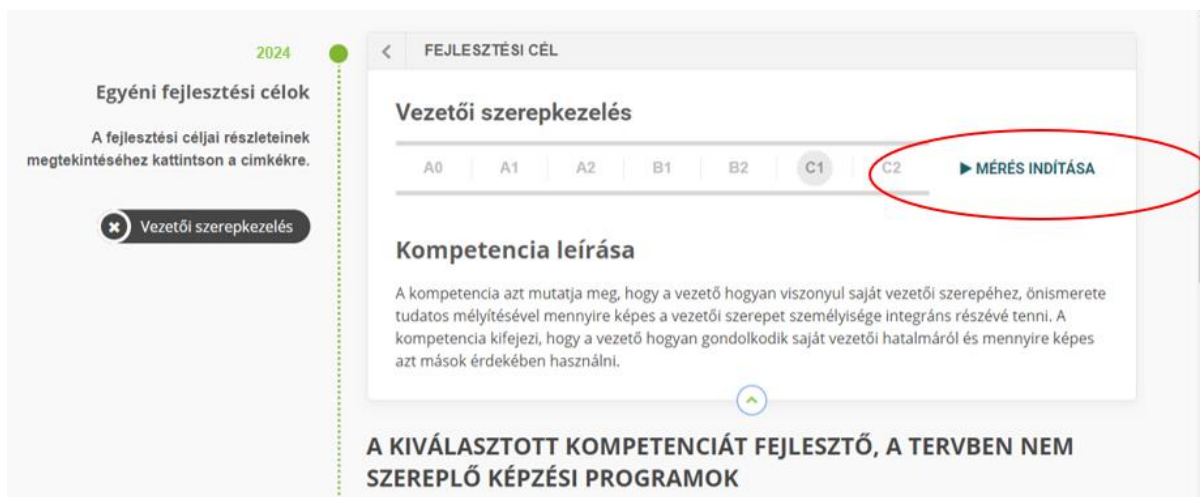 2024
Egyéni fejlesztési célok
A fejlesztési céljai részleteinek
megtekintéséhez kattintson a címkékre.
Vezetői szerepkezelés
FEJLESZTÉSI CÉL
Vezetői szerepkezelés
A0 A1 A2 B1 B2 C1 C2 MÉRÉS INDÍTÁSA
Kompetencia leírása
A kompetencia azt mutatja meg, hogy a vezető hogyan viszonyul saját vezetői szerepéhez, önismerete
tudatos mélyítésével mennyire képes a vezetői szerepet személyisége integráns részévé tenni. A
kompetencia kifejezi, hogy a vezető hogyan gondolkodik saját vezetői hatalmáról és mennyire képes
azt mások érdekében használni.
A KIVÁLASZTOTT KOMPETENCIÁT FEJLESZTŐ, A TERVBEN NEM
SZEREPLŐ KÉPZÉSI PROGRAMOK